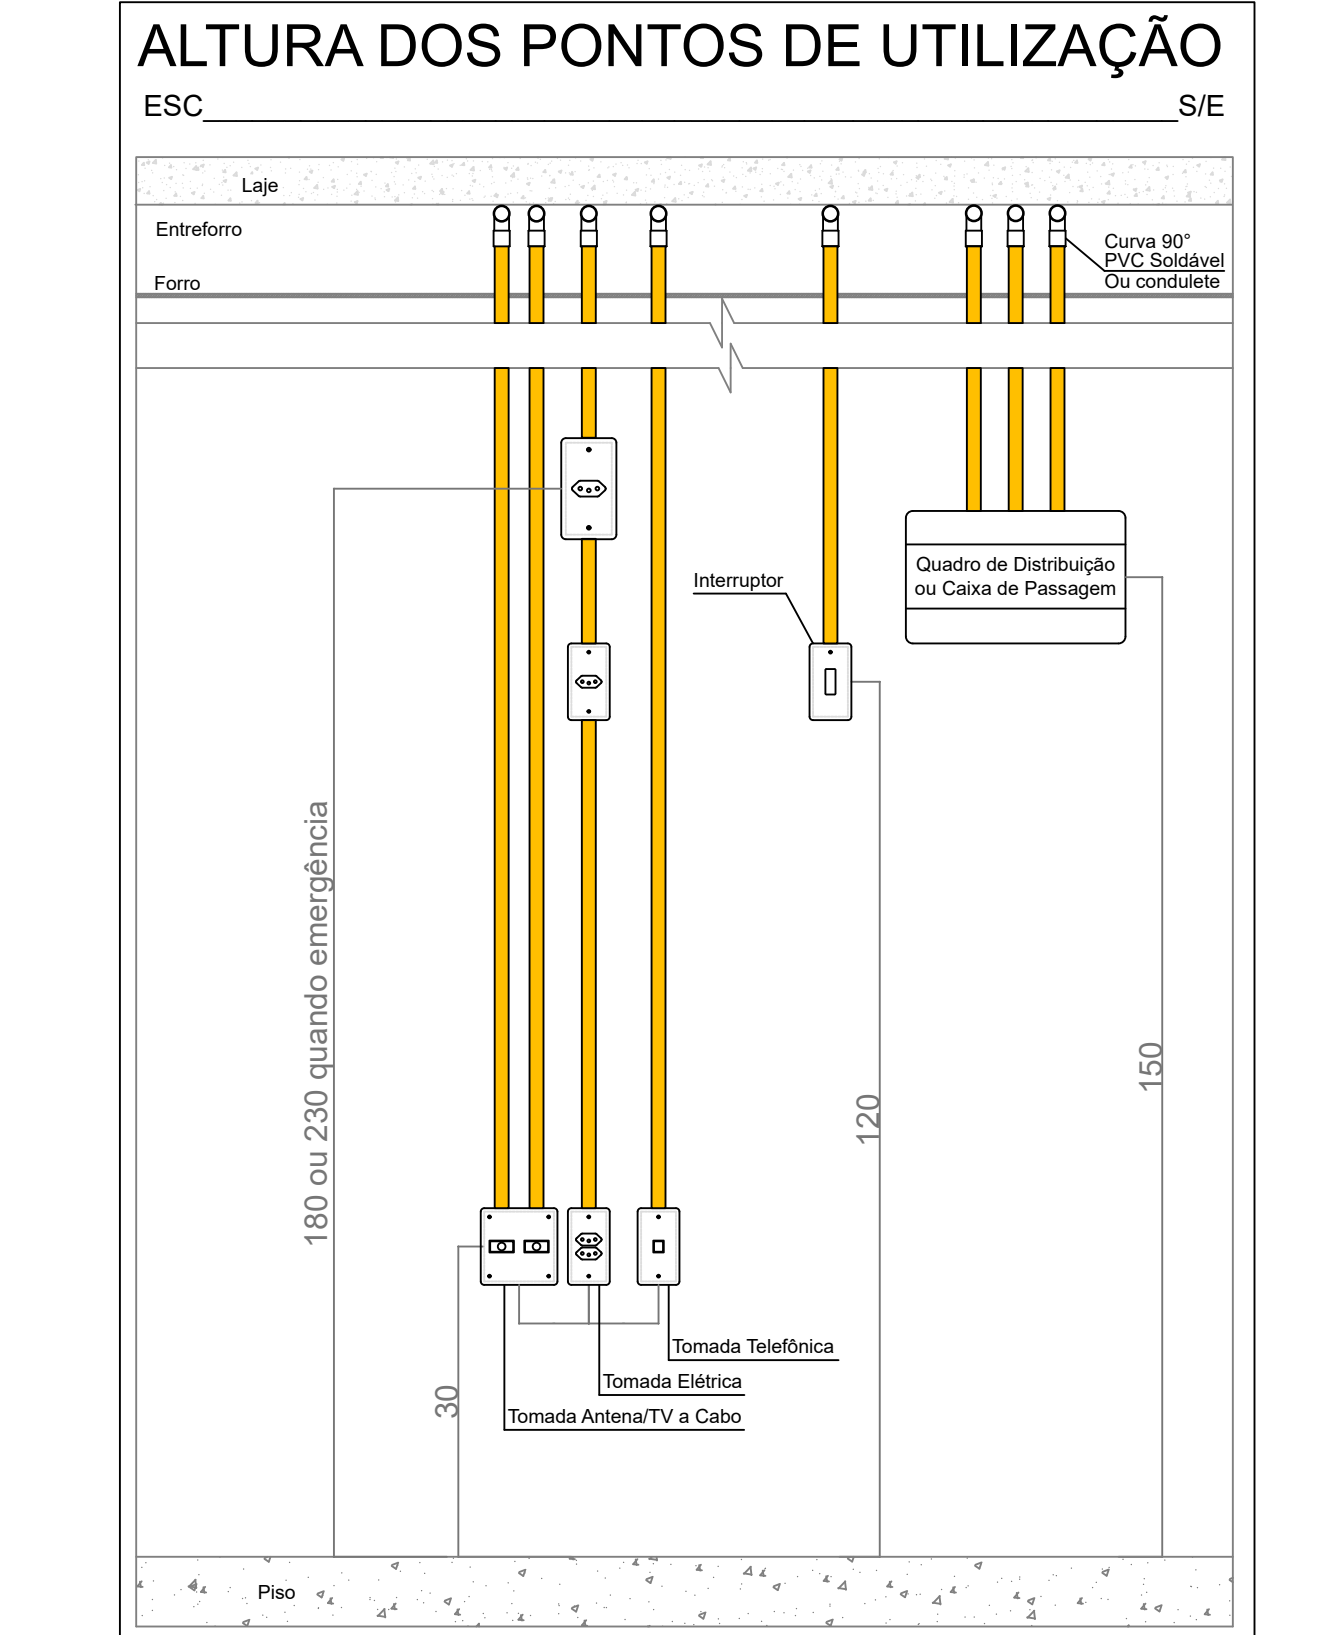 ALTURA DOS PONTOS DE UTILIZAÇÃO
ESC S/E
Laje
Entreforro
Forro
Curva 90°
PVC Soldável
Ou condulete
Quadro de Distribuição
ou Caixa de Passagem
Interruptor
180 ou 230 quando emergência
120
150
30
Tomada Telefônica
Tomada Elétrica
Tomada Antena/TV a Cabo
Piso